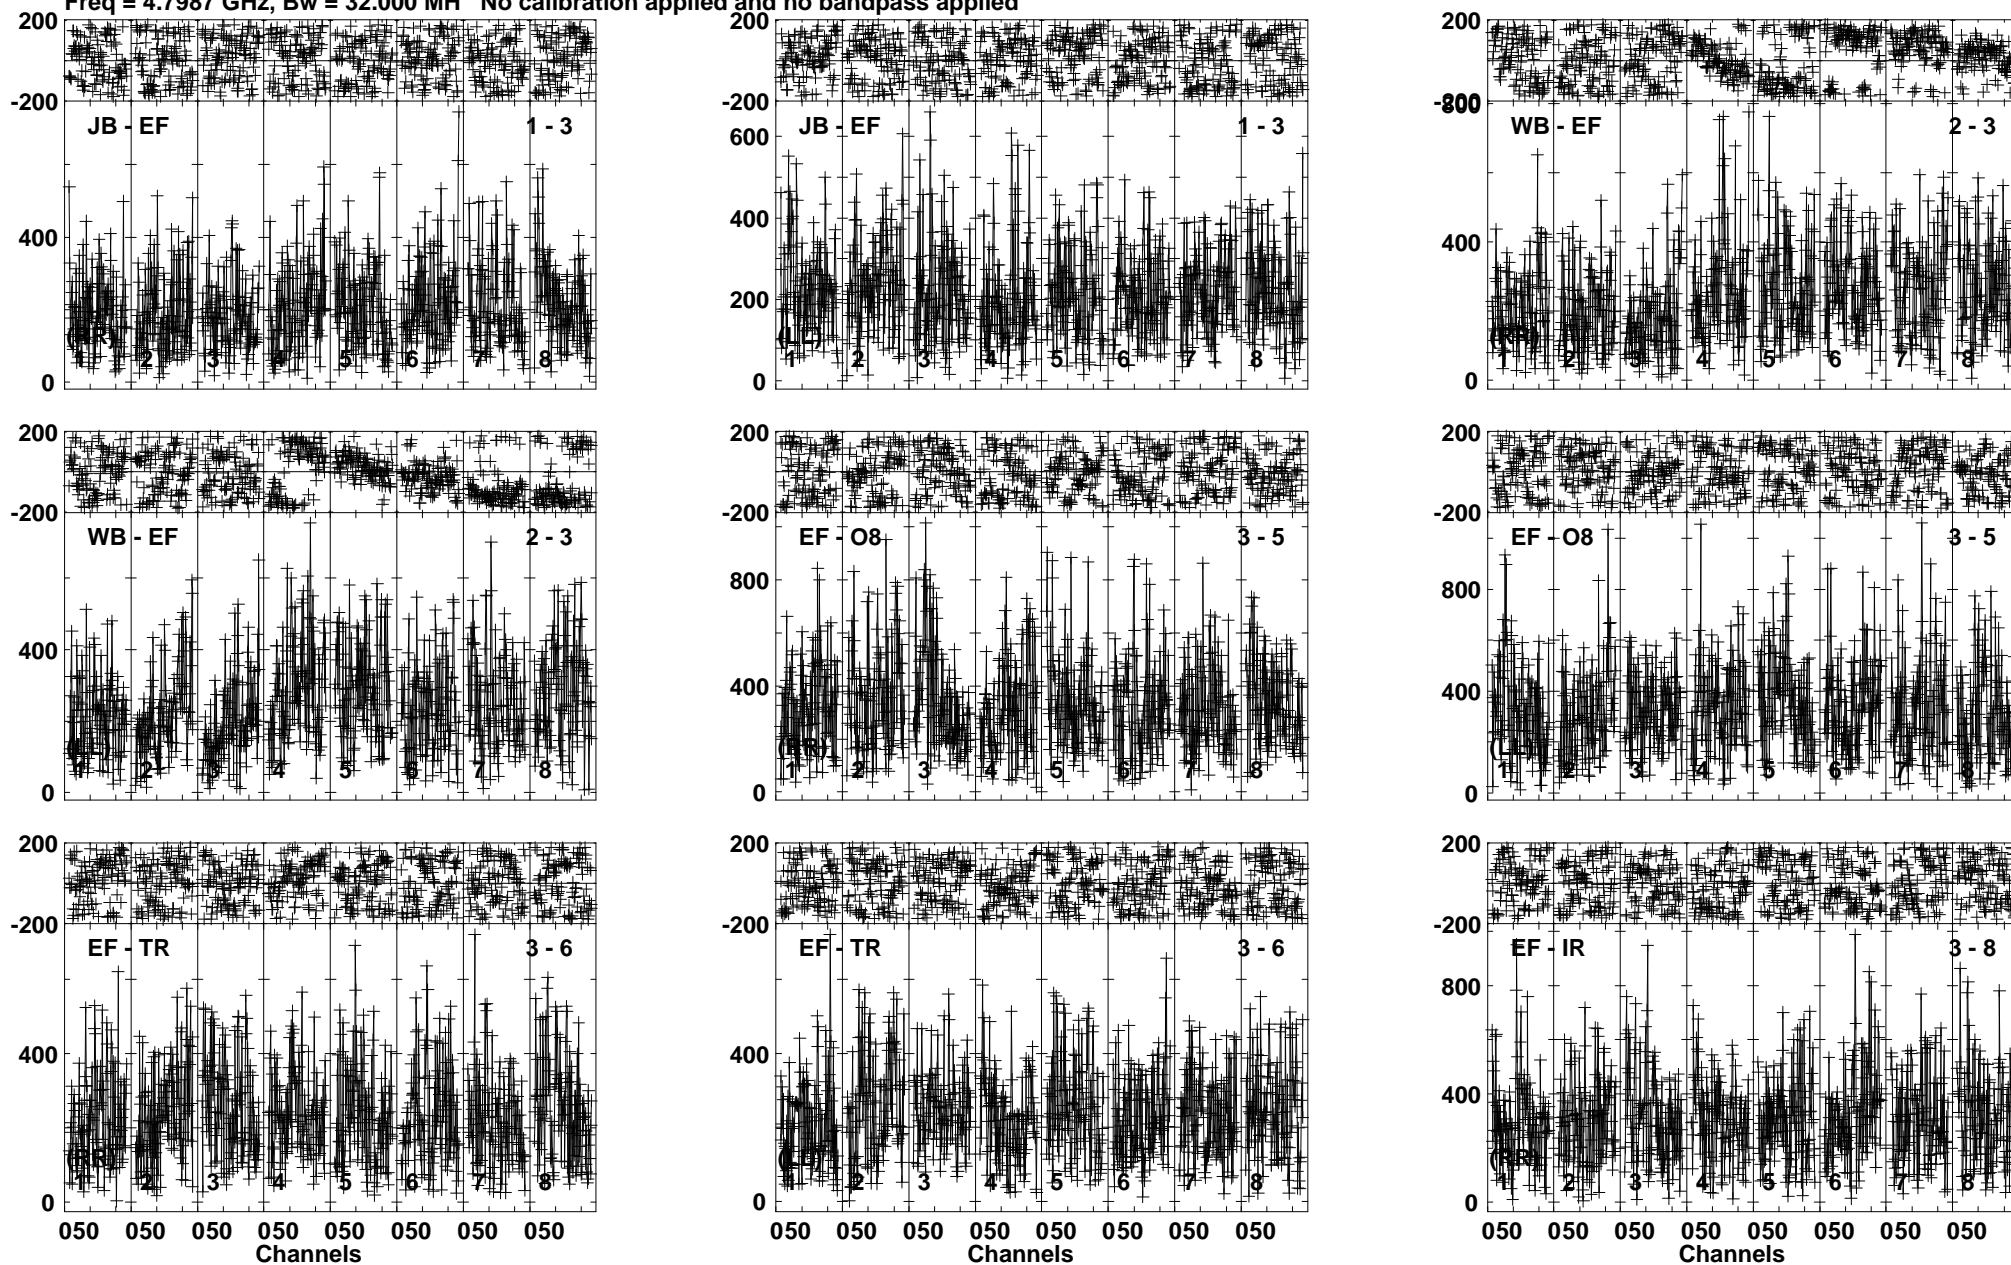 Freq = 4.7987 GHz, Bw = 32.000 MH No calibration applied and no bandpass applied
200
-200
JB - EF 1 - 3
400
0
(RR)
1 2 3 4 5 6 7 8
200
-200
JB - EF 1 - 3
600
400
200
0
(LL)
1 2 3 4 5 6 7 8
200
-200
800
WB - EF 2 - 3
400
0
(RR)
1 2 3 4 5 6 7 8
200
-200
WB - EF 2 - 3
400
0
(LL)
1 2 3 4 5 6 7 8
200
-200
EF - O8 3 - 5
800
400
0
(RR)
1 2 3 4 5 6 7 8
200
-200
EF - O8 3 - 5
800
400
0
(LL)
1 2 3 4 5 6 7 8
200
-200
EF - TR 3 - 6
400
0
(RR)
1 2 3 4 5 6 7 8
050 050 050 050 050 050 050 050
Channels
200
-200
EF - TR 3 - 6
400
0
(LL)
1 2 3 4 5 6 7 8
050 050 050 050 050 050 050 050
Channels
200
-200
EF - IR 3 - 8
800
400
0
(RR)
1 2 3 4 5 6 7 8
050 050 050 050 050 050 050 050
Channels